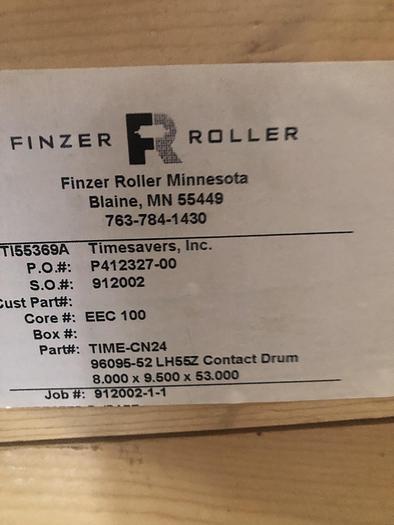 FINZER FR ROLLER
Finzer Roller Minnesota
Blaine, MN 55449
763-784-1430
TI55369A Timesavers, Inc.
P.O.#: P412327-00
S.O.#: 912002
Cust Part#:
Core #: EEC 100
Box #:
Part#: TIME-CN24
96095-52 LH55Z Contact Drum
8.000 x 9.500 x 53.000
Job #: 912002-1-1